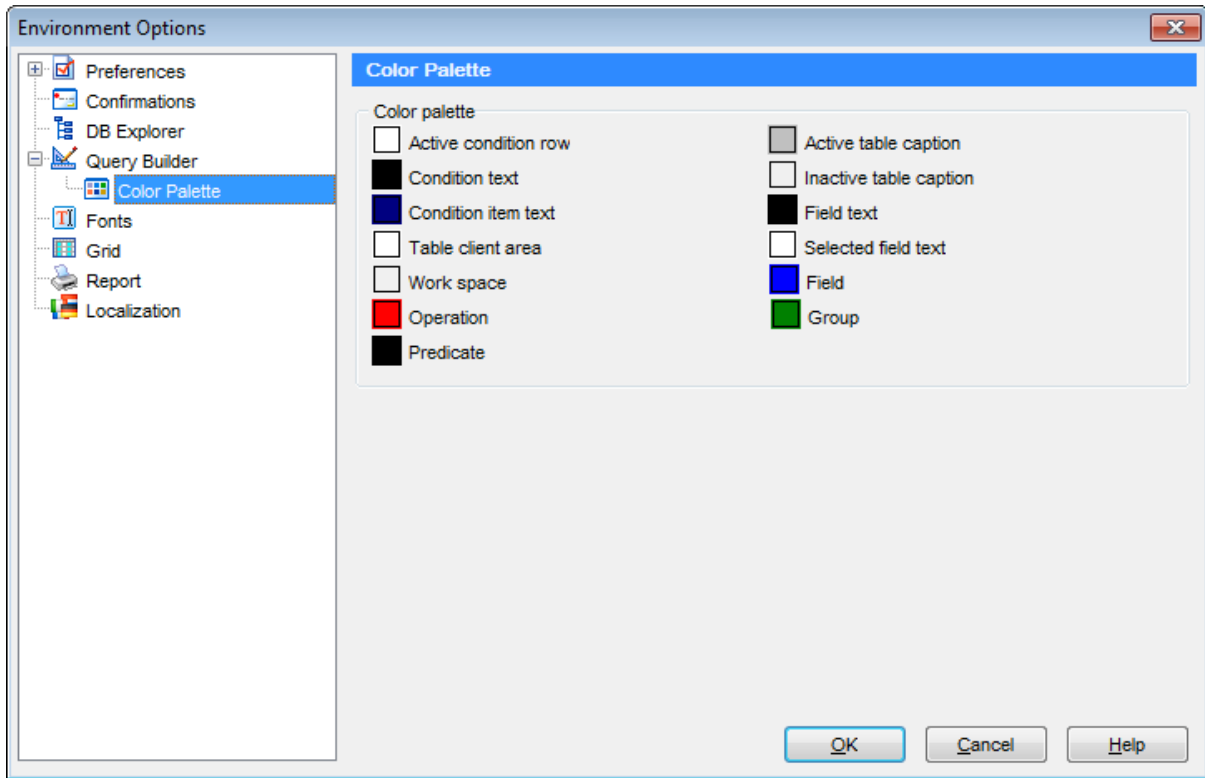 Environment Options
Preferences
Confirmations
DB Explorer
Query Builder
Color Palette
Fonts
Grid
Report
Localization
Color Palette
Color palette
Active condition row
Condition text
Condition item text
Table client area
Work space
Operation
Predicate
Active table caption
Inactive table caption
Field text
Selected field text
Field
Group
OK
Cancel
Help